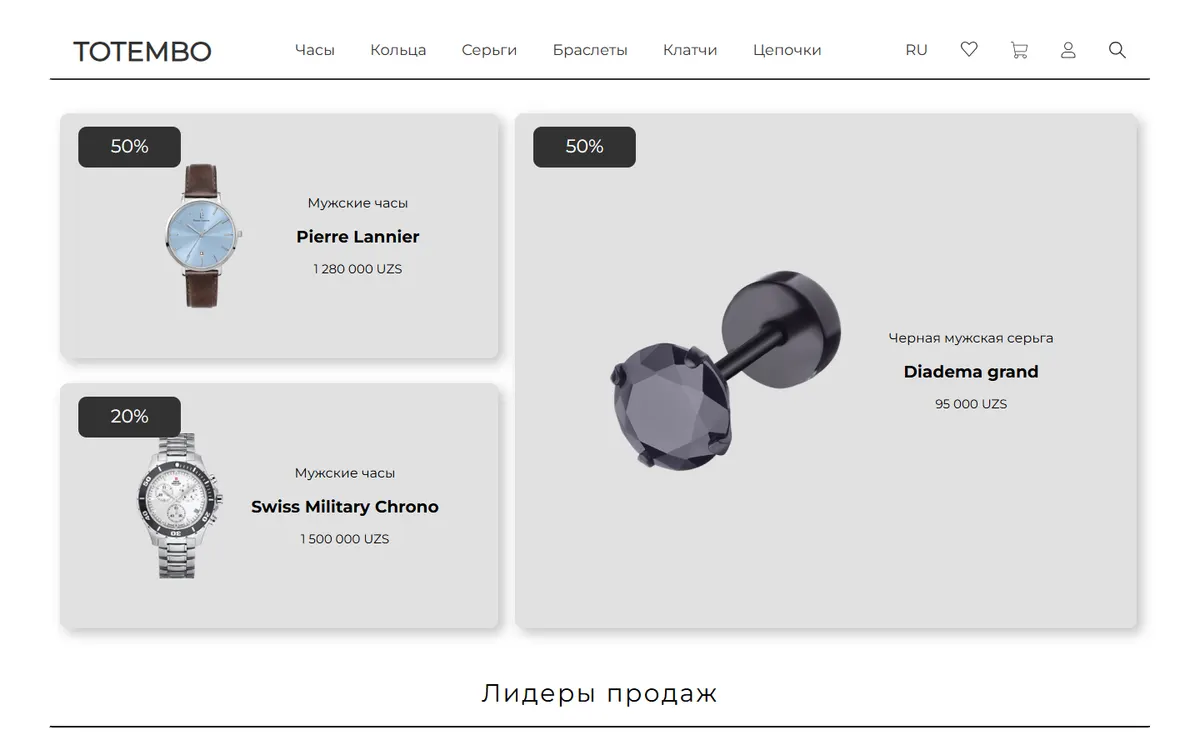 TOTEMBO
Часы Кольца Серьги Браслеты Клатчи Цепочки RU
50%
Мужские часы
Pierre Lannier
1 280 000 UZS
20%
Мужские часы
Swiss Military Chrono
1 500 000 UZS
50%
Черная мужская серьга
Diadema grand
95 000 UZS
Лидеры продаж